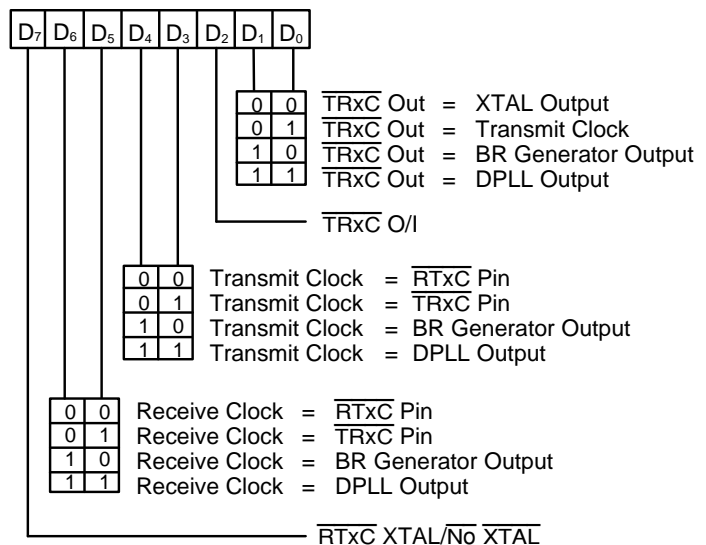 D7 D6 D5 D4 D3 D2 D1 D0
0 0 TRxC Out = XTAL Output
0 1 TRxC Out = Transmit Clock
1 0 TRxC Out = BR Generator Output
1 1 TRxC Out = DPLL Output
TRxC O/I
0 0 Transmit Clock = RTxC Pin
0 1 Transmit Clock = TRxC Pin
1 0 Transmit Clock = BR Generator Output
1 1 Transmit Clock = DPLL Output
0 0 Receive Clock = RTxC Pin
0 1 Receive Clock = TRxC Pin
1 0 Receive Clock = BR Generator Output
1 1 Receive Clock = DPLL Output
RTxC XTAL/No XTAL